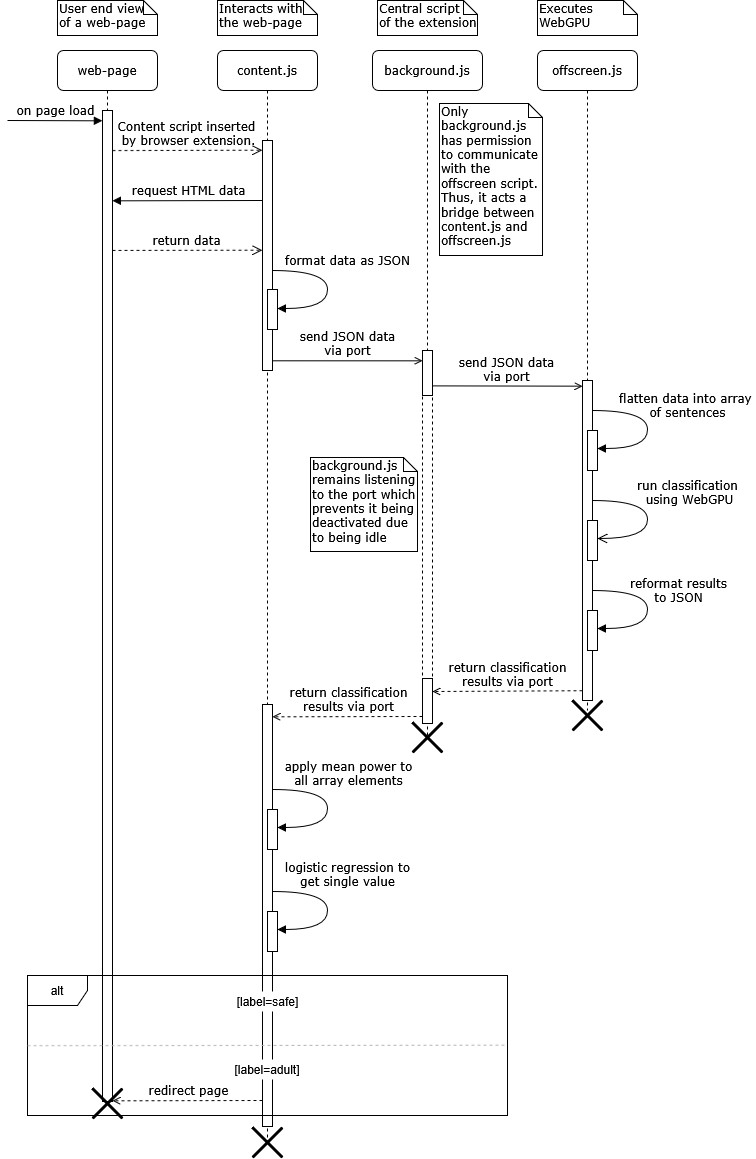 User end view
of a web-page
Interacts with
the web-page
Central script
of the extension
Executes
WebGPU
web-page
content.js
background.js
offscreen.js
on page load
Content script inserted
by browser extension.
Only
background.js
has permission
to communicate
with the
offscreen script.
Thus, it acts a
bridge between
content.js and
offscreen.js
request HTML data
return data
format data as JSON
send JSON data
via port
send JSON data
via port
flatten data into array
of sentences
background.js
remains listening
to the port which
prevents it being
deactivated due
to being idle
run classification
using WebGPU
reformat results
to JSON
return classification
results via port
return classification
results via port
apply mean power to
all array elements
logistic regression to
get single value
alt
[label=safe]
[label=adult]
redirect page